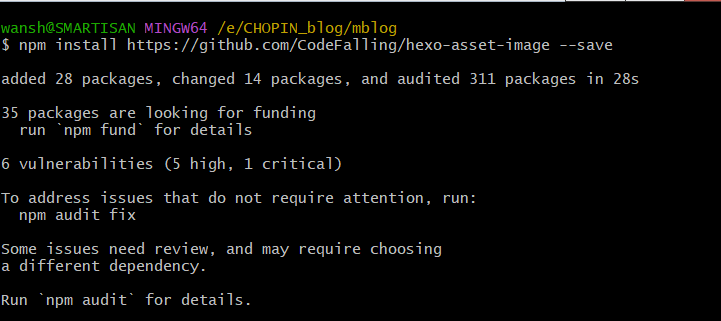 wansh@SMARTISAN MINGW64 /e/CHOPIN_blog/mblog
$ npm install https://github.com/CodeFalling/hexo-asset-image --save
added 28 packages, changed 14 packages, and audited 311 packages in 28s
35 packages are looking for funding
  run `npm fund` for details
6 vulnerabilities (5 high, 1 critical)
To address issues that do not require attention, run:
  npm audit fix
Some issues need review, and may require choosing
a different dependency.
Run `npm audit` for details.